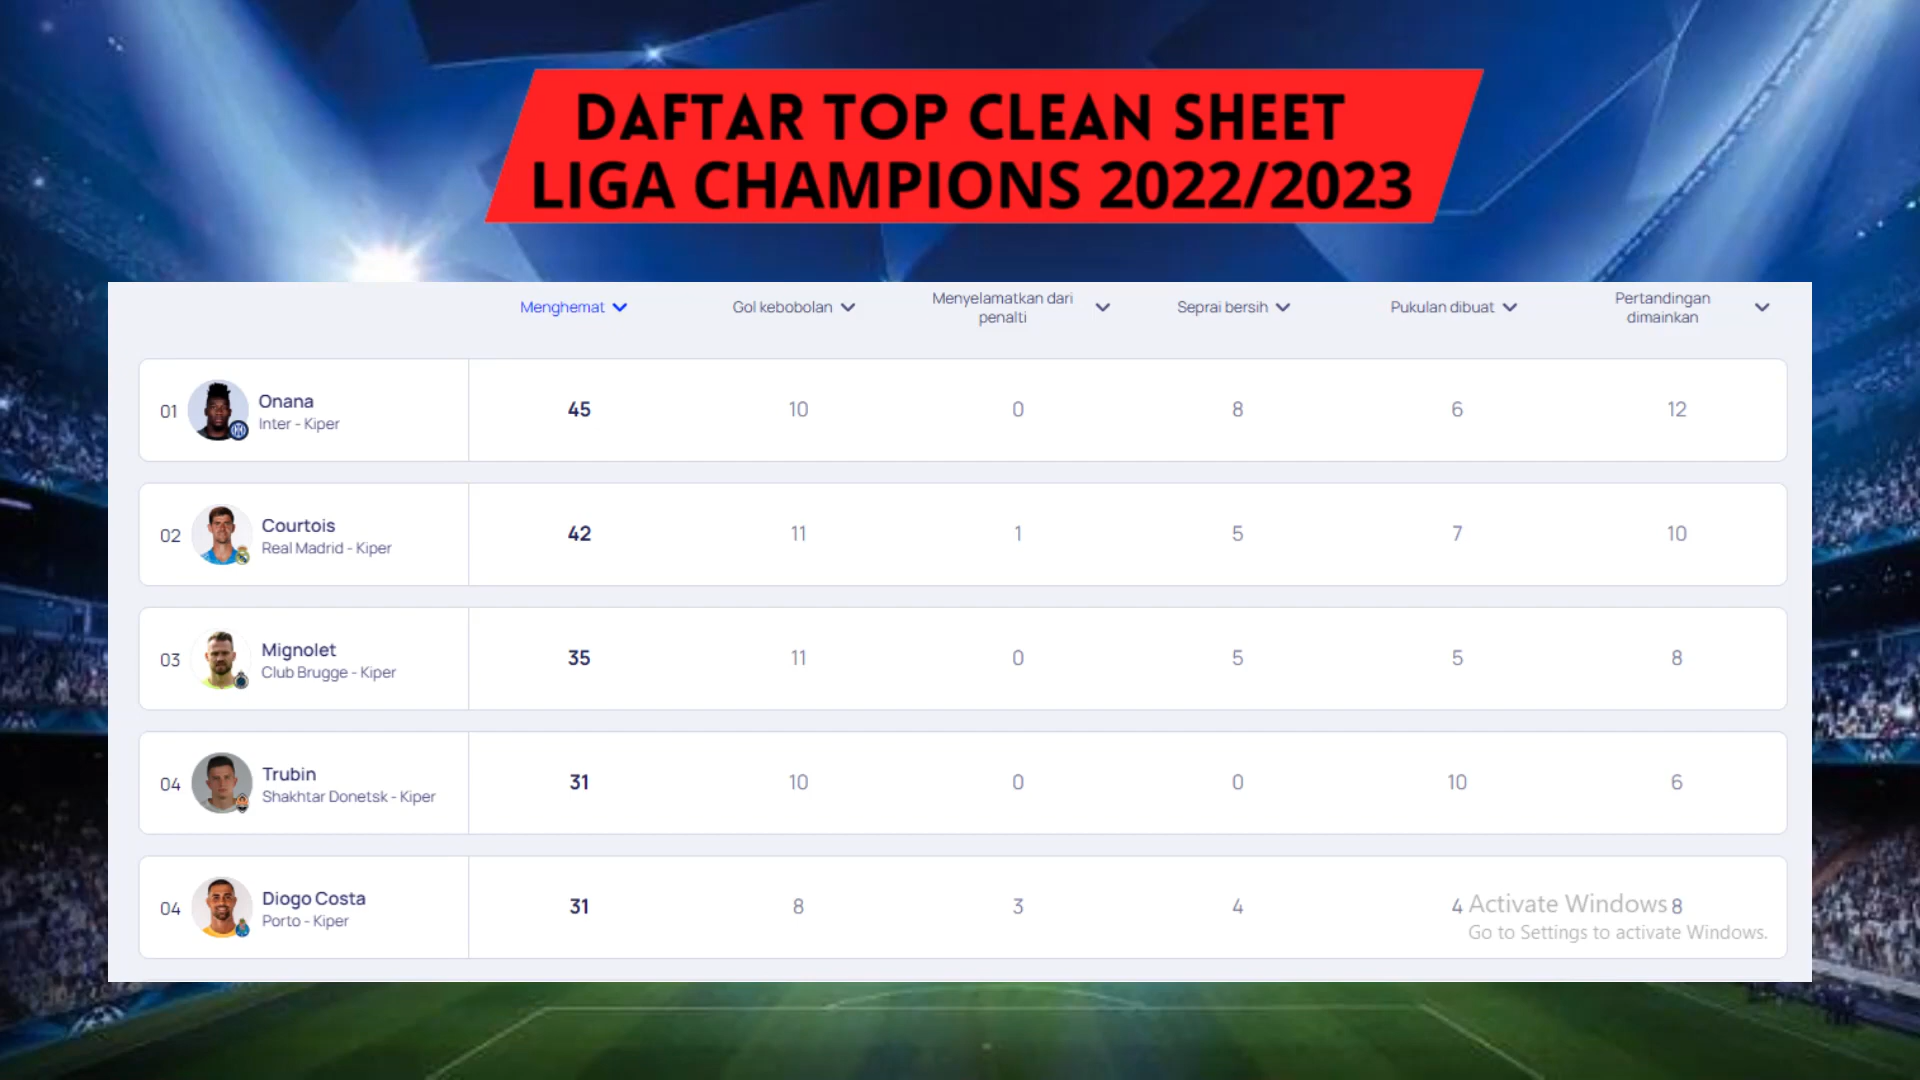 DAFTAR TOP CLEAN SHEET
LIGA CHAMPIONS 2022/2023
Menghemat Gol kebobolan Menyelamatkan dari penalti Seprai bersih Pukulan dibuat Pertandingan dimainkan
01 Onana 45 10 0 8 6 12
Inter - Kiper
02 Courtois 42 11 1 5 7 10
Real Madrid - Kiper
03 Mignolet 35 11 0 5 5 8
Club Brugge - Kiper
04 Trubin 31 10 0 0 10 6
Shakhtar Donetsk - Kiper
04 Diogo Costa 31 8 3 4 4 8
Porto - Kiper
Activate Windows
Go to Settings to activate Windows.